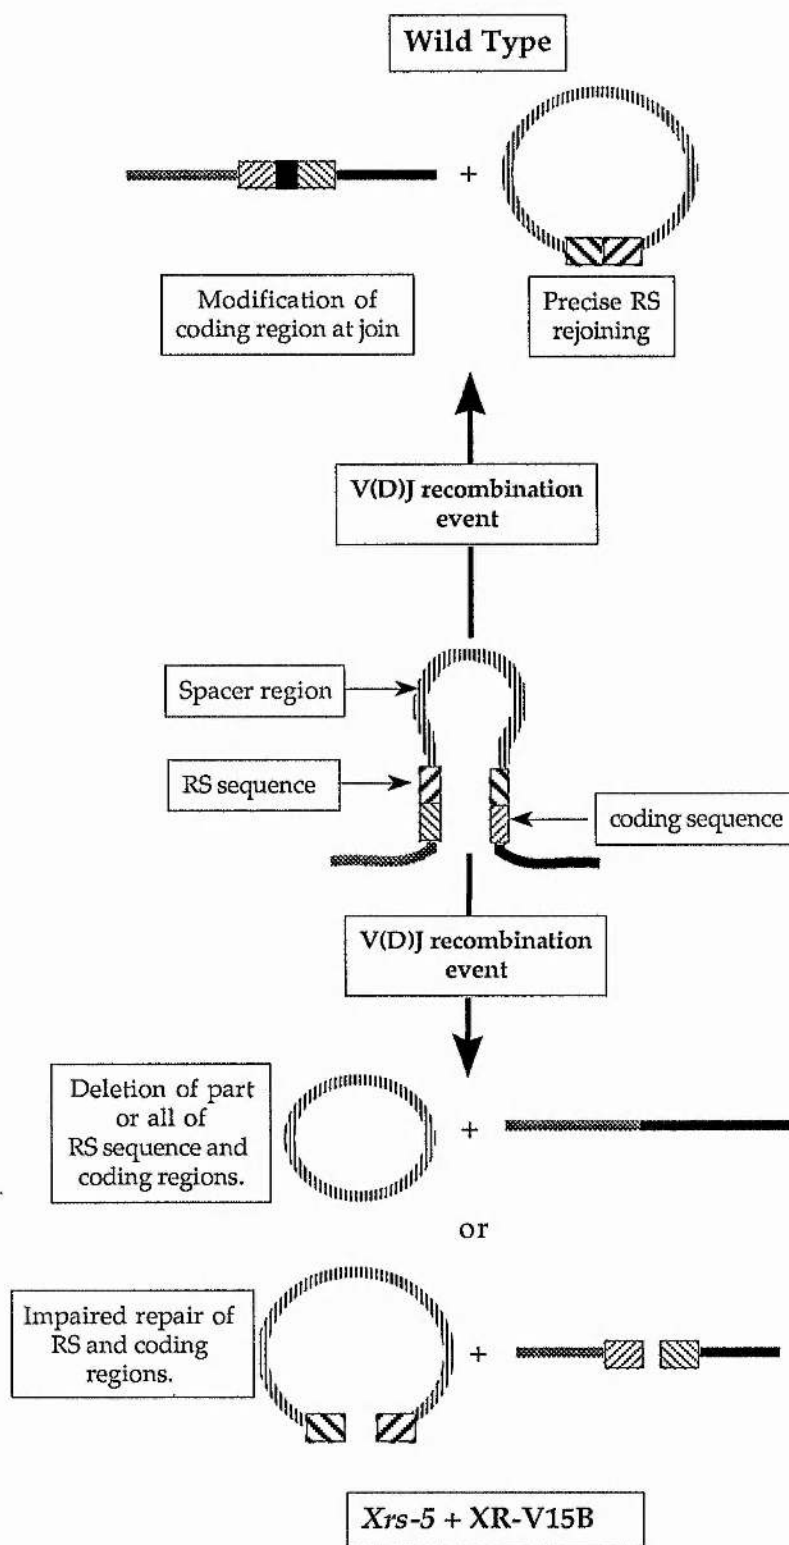 Wild Type
+
Modification of
coding region at join
Precise RS
rejoining
V(D)J recombination
event
Spacer region
RS sequence
coding sequence
V(D)J recombination
event
Deletion of part
or all of
RS sequence and
coding regions.
+
or
Impaired repair of
RS and coding
regions.
+
Xrs-5 + XR-V15B